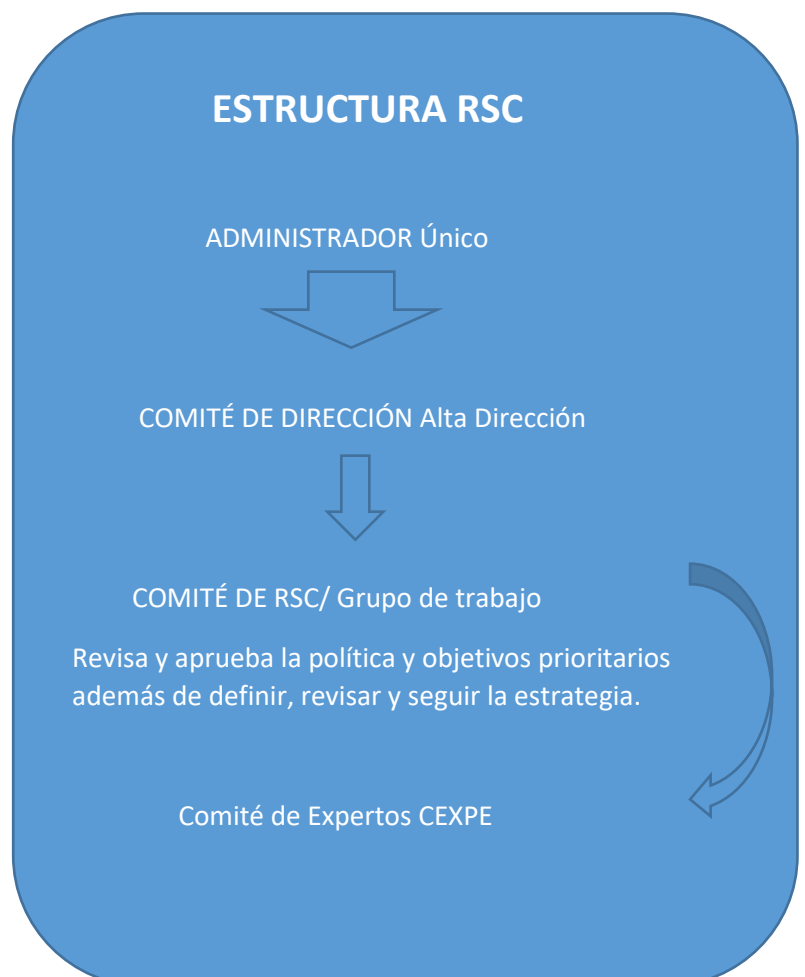 ESTRUCTURA RSC
ADMINISTRADOR Único
COMITÉ DE DIRECCIÓN Alta Dirección
COMITÉ DE RSC/ Grupo de trabajo
Revisa y aprueba la política y objetivos prioritarios
además de definir, revisar y seguir la estrategia.
Comité de Expertos CEXPE